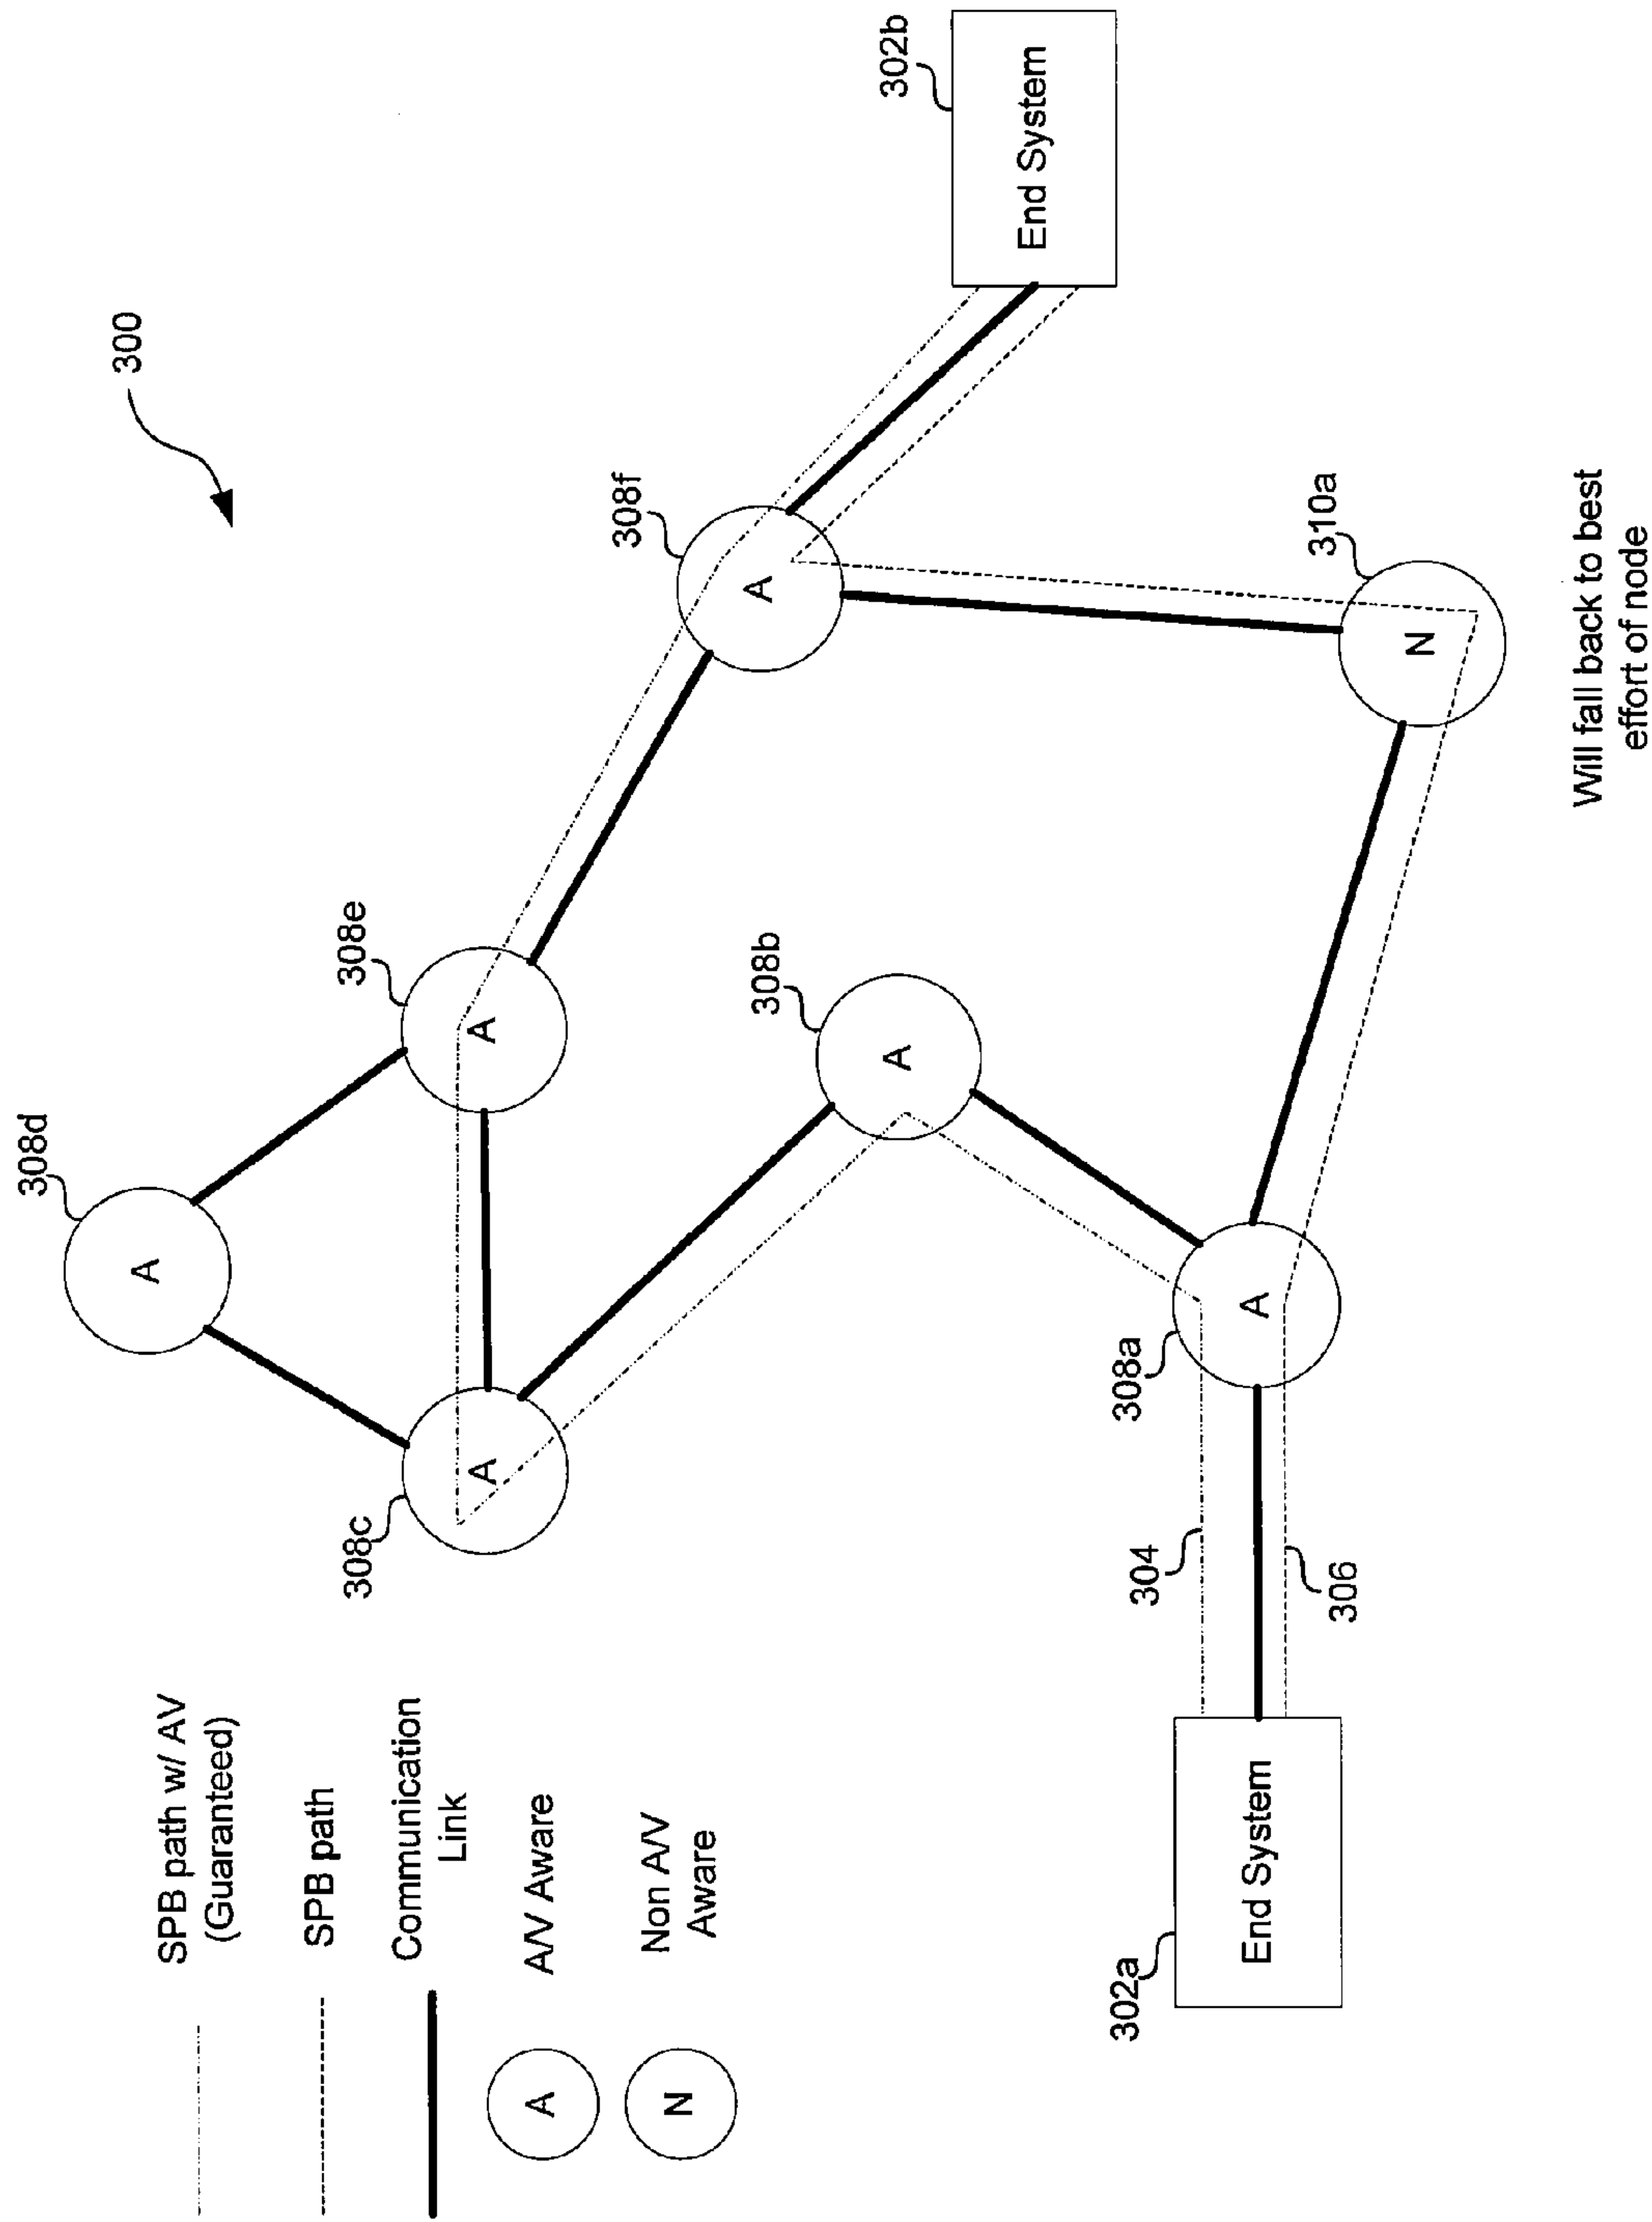 SPB path w/ AV
(Guaranteed)
SPB path
Communication
Link
A
A/V Aware
N
Non A/V
Aware
300
308d
A
308c
A
308e
A
308f
A
308b
A
302b
End System
302a
End System
304
306
308a
A
310a
N
Will fall back to best
effort of node